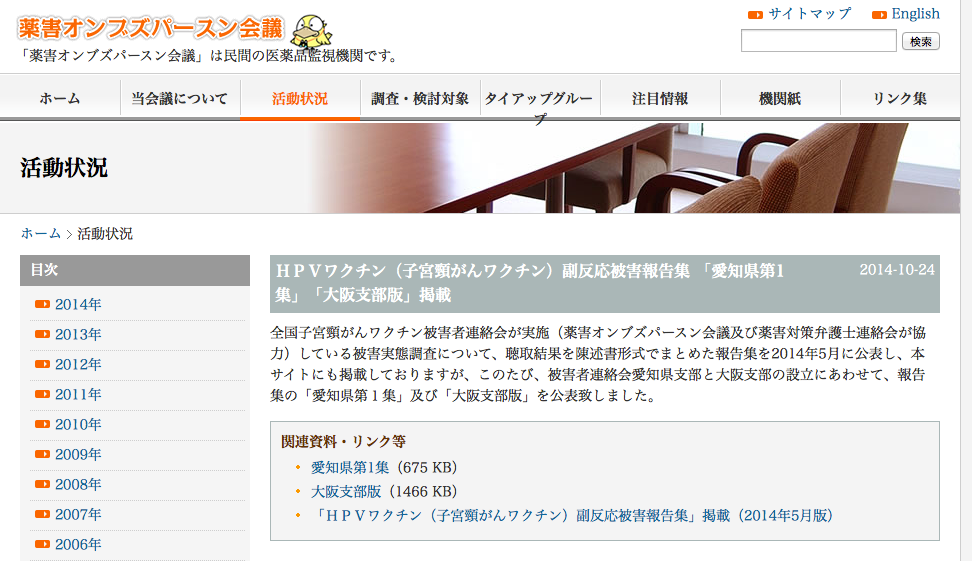 薬害オンブズパースン会議
「薬害オンブズパースン会議」は民間の医薬品監視機関です。
サイトマップ English
検索
ホーム 当会議について 活動状況 調査・検討対象 タイアップグループ 注目情報 機関紙 リンク集
活動状況
ホーム > 活動状況
目次
2014年
2013年
2012年
2011年
2010年
2009年
2008年
2007年
2006年
ＨＰＶワクチン（子宮頸がんワクチン）副反応被害報告集 「愛知県第1
集」「大阪支部版」掲載
2014-10-24
全国子宮頸がんワクチン被害者連絡会が実施（薬害オンブズパースン会議及び薬害対策弁護士連絡会が協
力）している被害実態調査について、聴取結果を陳述書形式でまとめた報告集を2014年5月に公表し、本
サイトにも掲載しておりますが、このたび、被害者連絡会愛知県支部と大阪支部の設立にあわせて、報告
集の「愛知県第１集」及び「大阪支部版」を公表致しました。
関連資料・リンク等
愛知県第1集（675 KB）
大阪支部版（1466 KB）
「ＨＰＶワクチン（子宮頸がんワクチン）副反応被害報告集」掲載（2014年5月版）